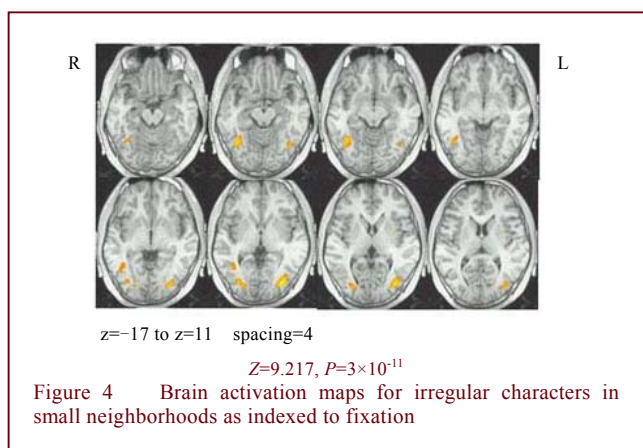 R L
z=−17 to z=11 spacing=4
Z=9.217, P=3×10⁻¹¹
Figure 4 Brain activation maps for irregular characters in
small neighborhoods as indexed to fixation